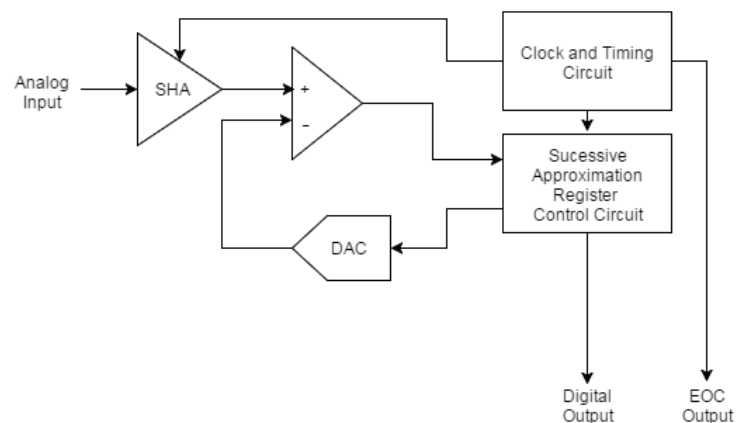 Clock and Timing
Circuit
Analog
Input
SHA
+
−
Sucessive
Approximation
Register
Control Circuit
DAC
Digital
Output
EOC
Output